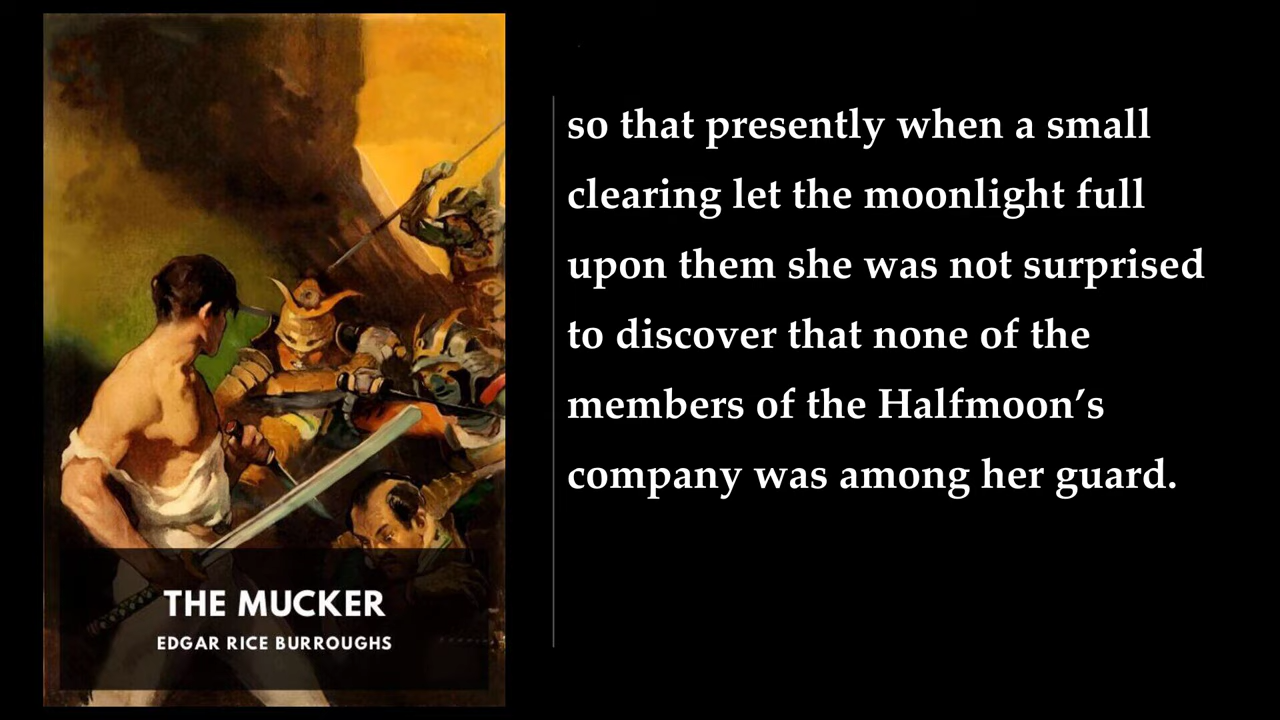 so that presently when a small
clearing let the moonlight full
upon them she was not surprised
to discover that none of the
members of the Halfmoon’s
company was among her guard.
THE MUCKER
EDGAR RICE BURROUGHS